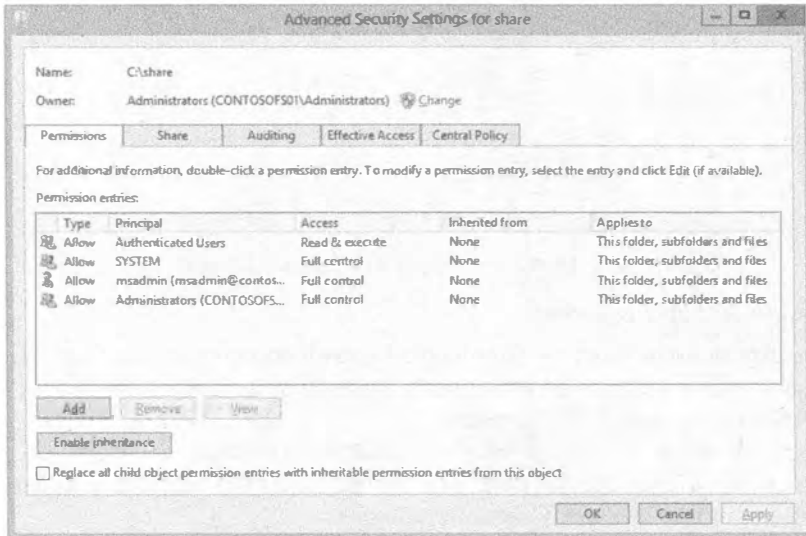 Advanced Security Settings for share
Name: C:\share
Owner: Administrators (CONTOSOFS01\Administrators) Change
Permissions Share Auditing Effective Access Central Policy
For additional information, double-click a permission entry. To modify a permission entry, select the entry and click Edit (if available).
Permission entries:
Type Principal Access Inherited from Applies to
Allow Authenticated Users Read & execute None This folder, subfolders and files
Allow SYSTEM Full control None This folder, subfolders and files
Allow msadmin (msadmin@contos... Full control None This folder, subfolders and files
Allow Administrators (CONTOSOFS... Full control None This folder, subfolders and files
Add Remove View
Enable inheritance
Replace all child object permission entries with inheritable permission entries from this object
OK Cancel Apply